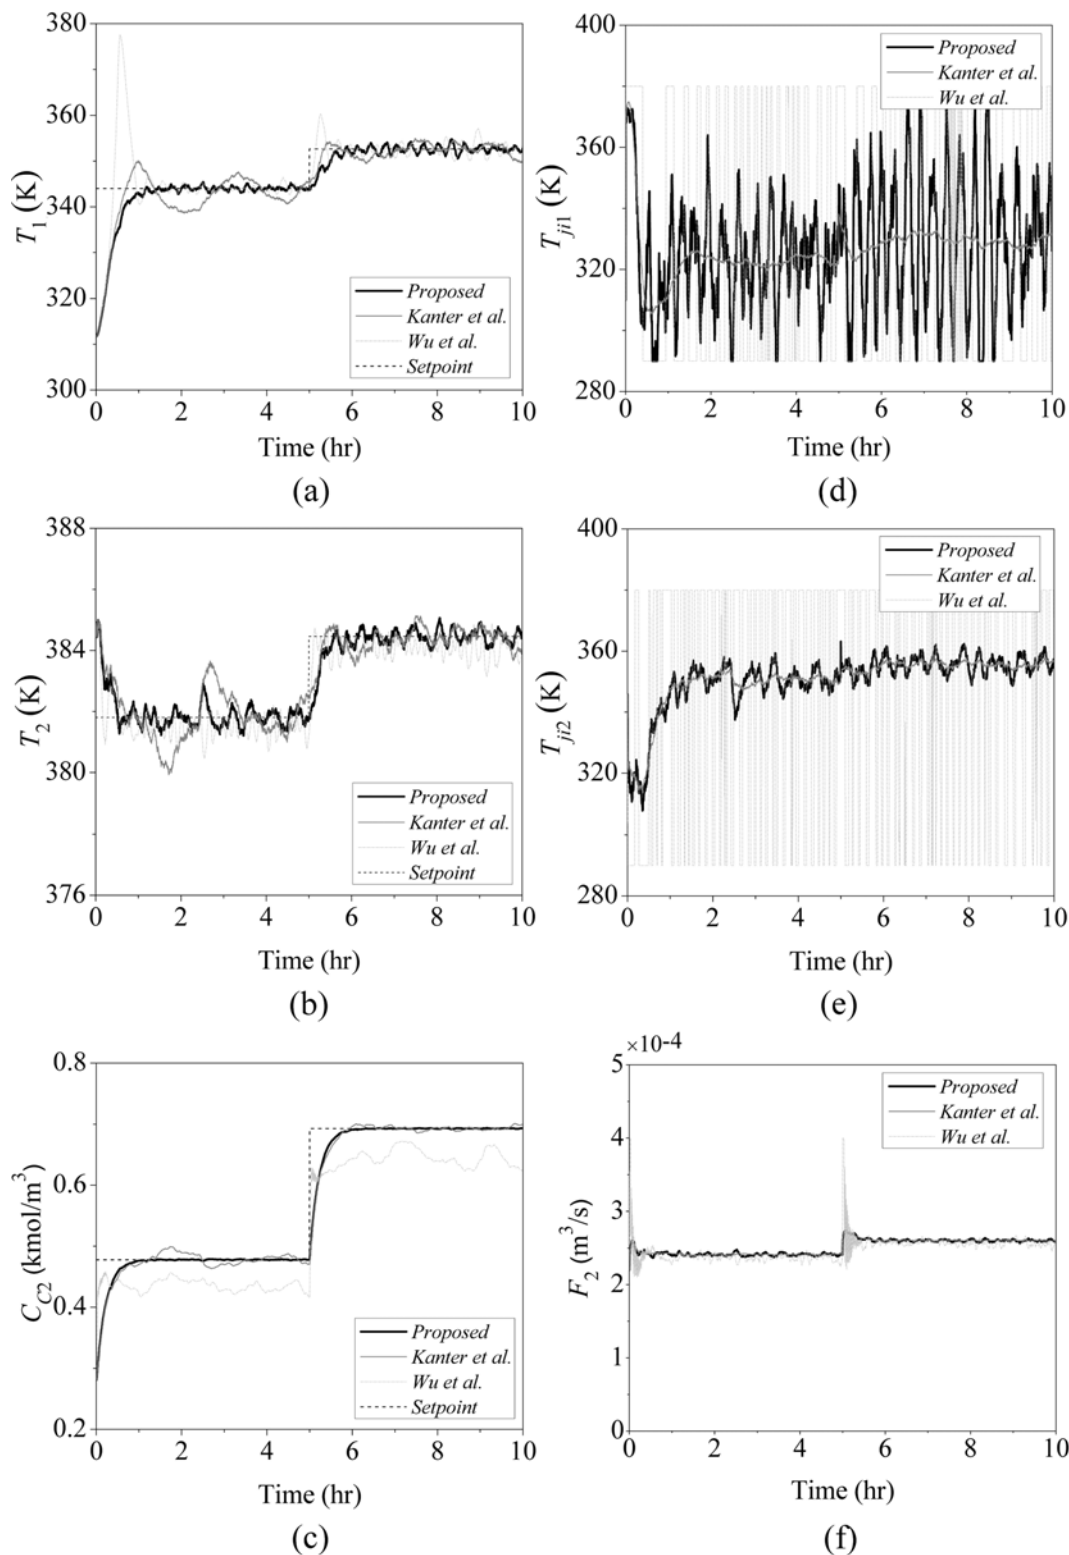 380
360
340
320
300
T1 (K)
0 2 4 6 8 10
Time (hr)
Proposed
Kanter et al.
Wu et al.
Setpoint
(a)
400
360
320
280
Tji1 (K)
0 2 4 6 8 10
Time (hr)
Proposed
Kanter et al.
Wu et al.
(d)
388
384
380
376
T2 (K)
0 2 4 6 8 10
Time (hr)
Proposed
Kanter et al.
Wu et al.
Setpoint
(b)
400
360
320
280
Tji2 (K)
0 2 4 6 8 10
Time (hr)
Proposed
Kanter et al.
Wu et al.
(e)
0.8
0.6
0.4
0.2
CC2 (kmol/m3)
0 2 4 6 8 10
Time (hr)
Proposed
Kanter et al.
Wu et al.
Setpoint
(c)
×10-4
5
4
3
2
1
0
F2 (m3/s)
0 2 4 6 8 10
Time (hr)
Proposed
Kanter et al.
Wu et al.
(f)